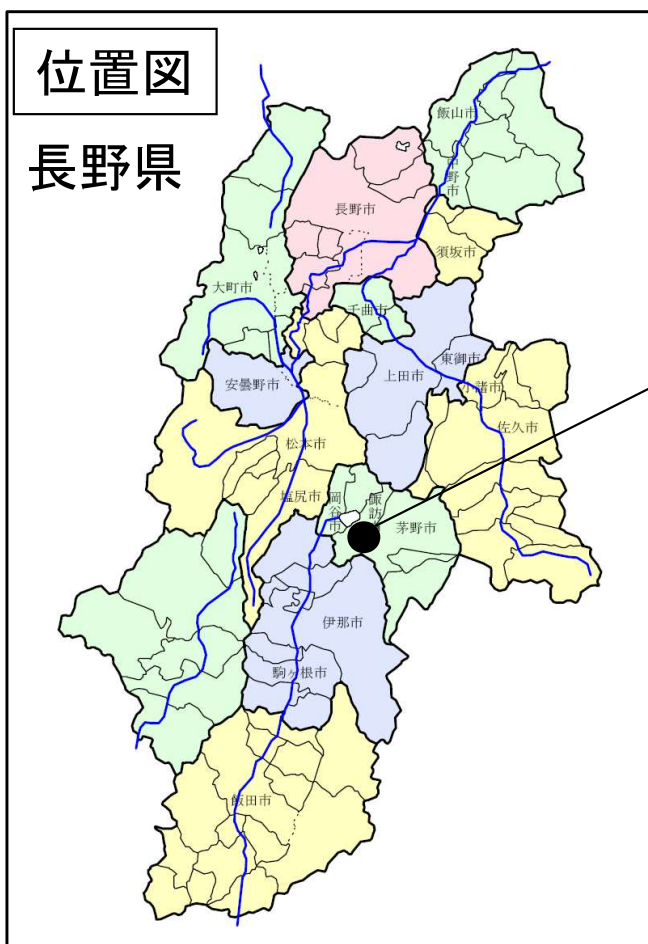 位置図
長野県
飯山市
中野市
長野市
須坂市
大町市
千曲市
東御市
上田市
小諸市
安曇野市
佐久市
松本市
塩尻市
岡谷市
諏訪
茅野市
伊那市
駒ヶ根市
飯田市